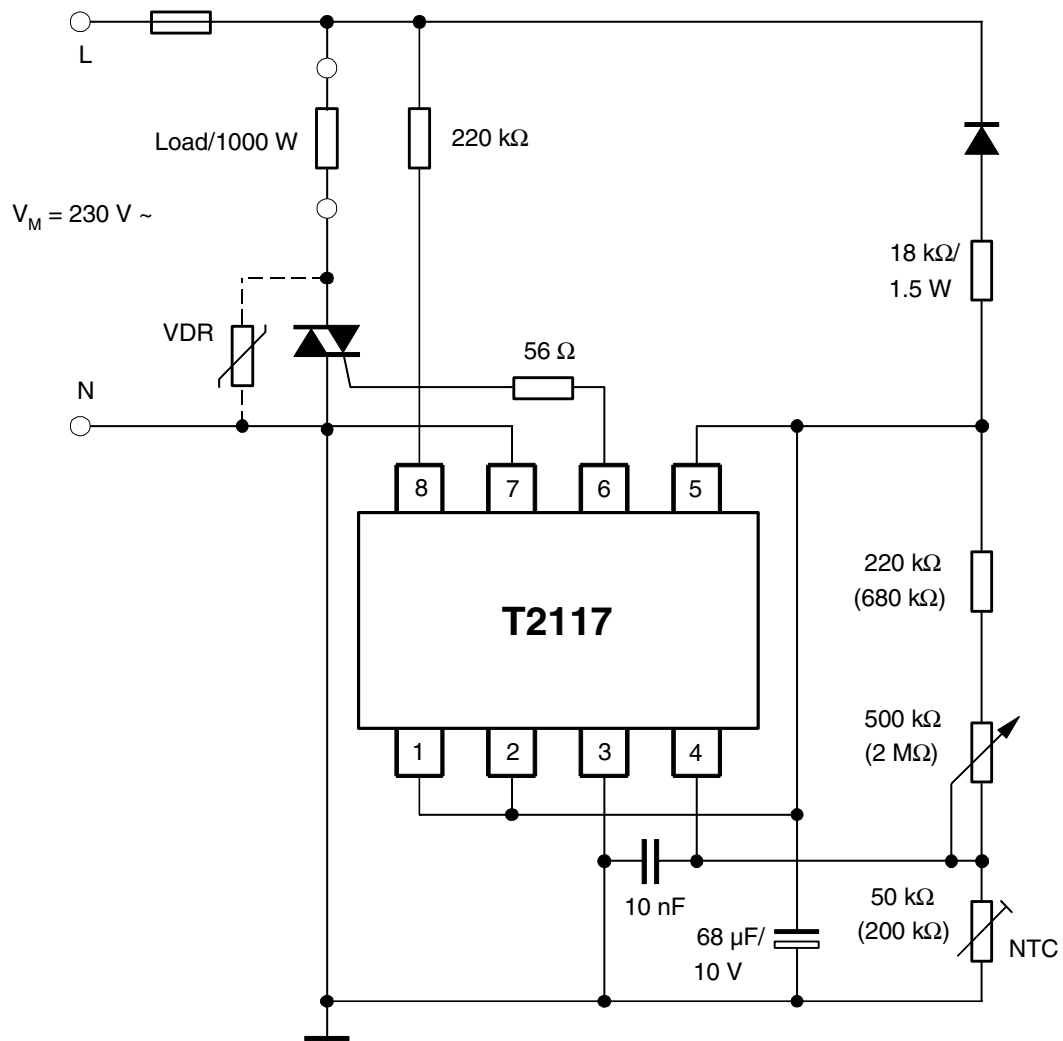 L
Load/1000 W
220 kΩ
V_M = 230 V ~
18 kΩ/
1.5 W
VDR
56 Ω
N
8
7
6
5
220 kΩ
(680 kΩ)
T2117
500 kΩ
(2 MΩ)
1
2
3
4
10 nF
50 kΩ
(200 kΩ)
NTC
68 µF/
10 V